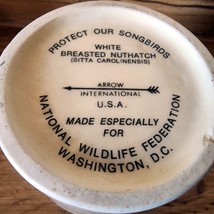 PROTECT OUR SONGBIRDS
WHITE
BREASTED NUTHATCH
(SITTA CAROLINENSIS)
ARROW
INTERNATIONAL
U.S.A.
MADE ESPECIALLY
FOR
NATIONAL WILDLIFE FEDERATION
WASHINGTON, D.C.